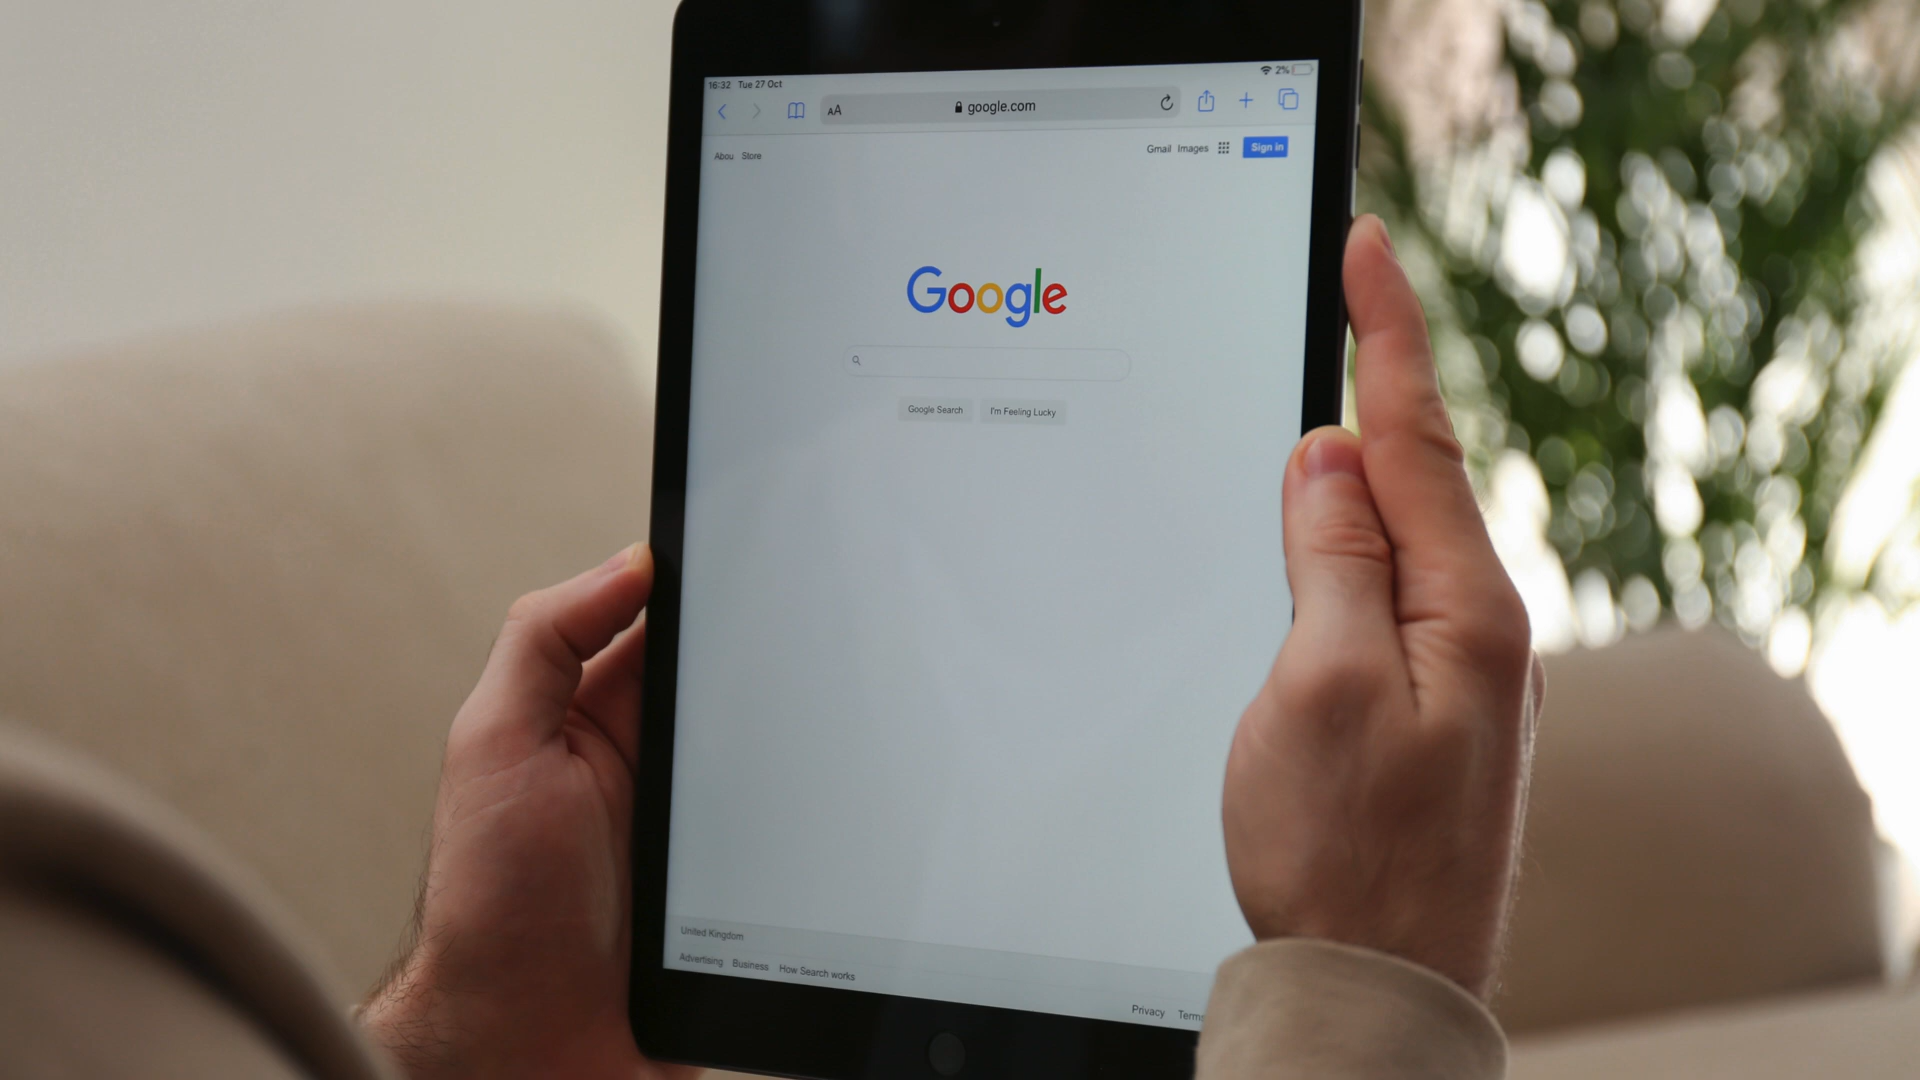 16:32 Tue 27 Oct 2%
AA google.com
Abou Store Gmail Images Sign in
Google
Google Search I'm Feeling Lucky
United Kingdom
Advertising Business How Search works
Privacy Terms